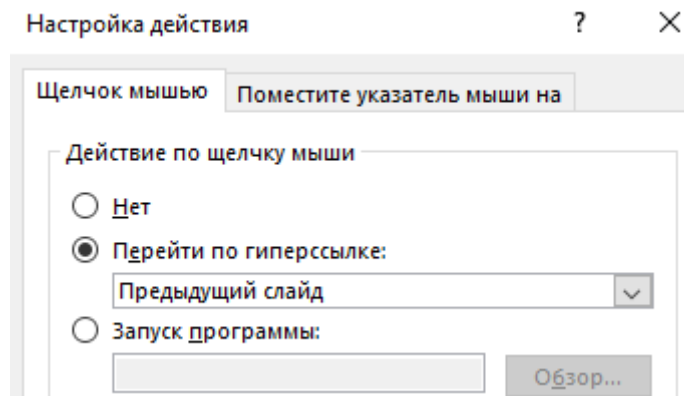 Настройка действия ?
Щелчок мышью Поместите указатель мыши на
Действие по щелчку мыши
Нет
Перейти по гиперссылке:
Предыдущий слайд
Запуск программы:
Обзор...